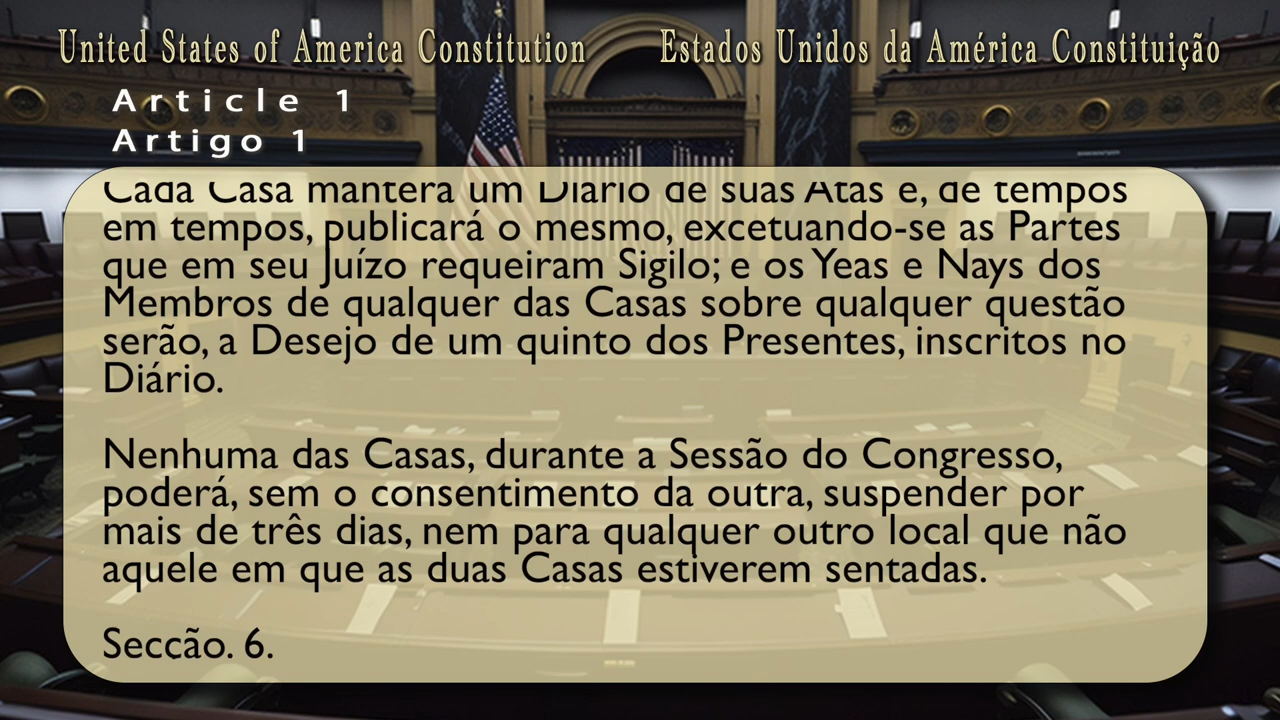 United States of America Constitution
Estados Unidos da América Constituição
Article 1
Artigo 1
Cada Casa manterá um Diário de suas Atas e, de tempos
em tempos, publicará o mesmo, excetuando-se as Partes
que em seu Juízo requeiram Sigilo; e os Yeas e Nays dos
Membros de qualquer das Casas sobre qualquer questão
serão, a Desejo de um quinto dos Presentes, inscritos no
Diário.
Nenhuma das Casas, durante a Sessão do Congresso,
poderá, sem o consentimento da outra, suspender por
mais de três dias, nem para qualquer outro local que não
aquele em que as duas Casas estiverem sentadas.
Secção. 6.